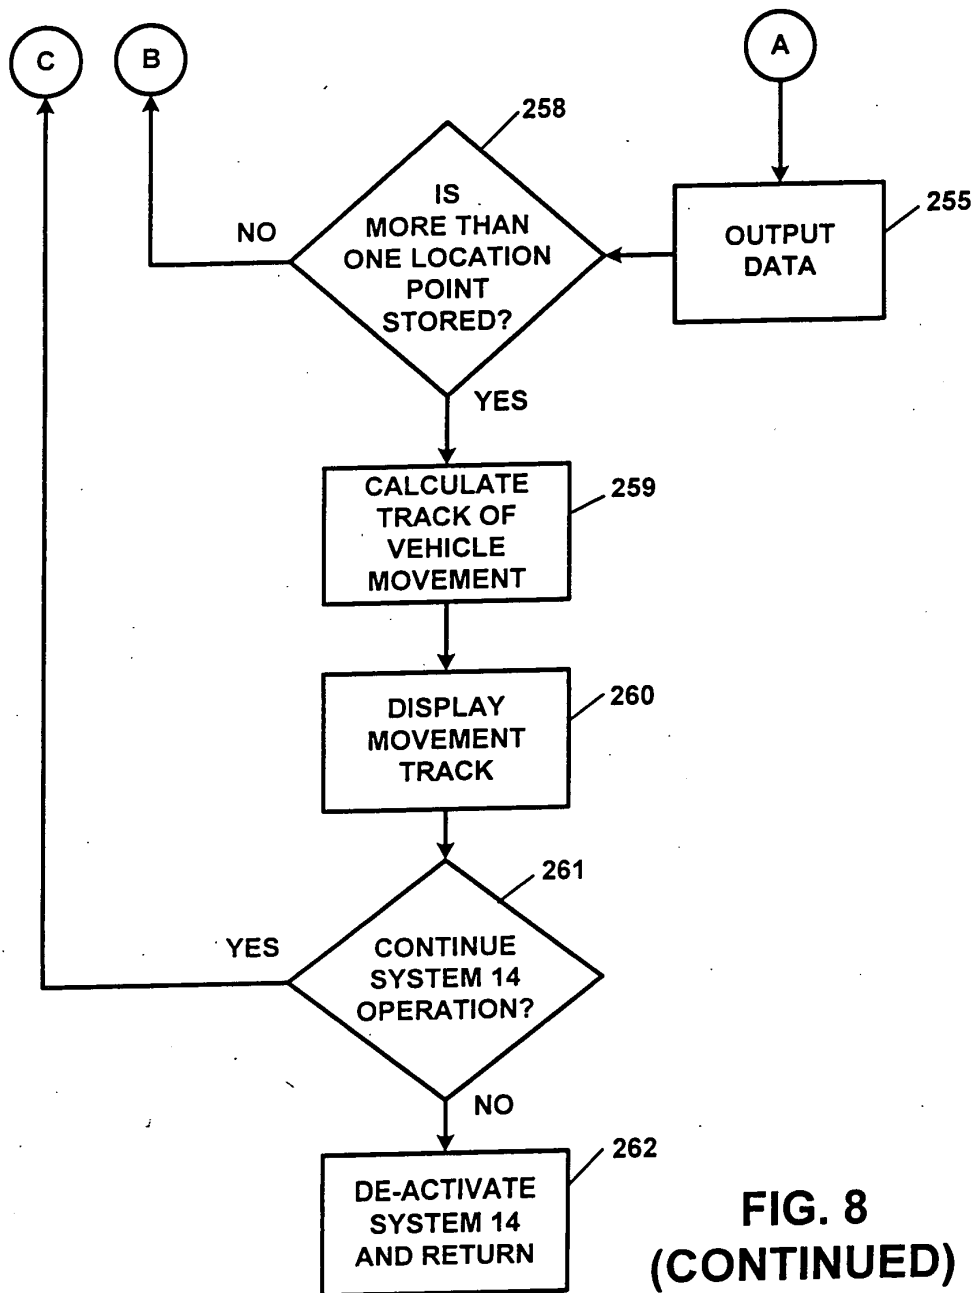 C
B
A
258
IS
MORE THAN
ONE LOCATION
POINT
STORED?
NO
YES
OUTPUT
DATA
255
CALCULATE
TRACK OF
VEHICLE
MOVEMENT
259
DISPLAY
MOVEMENT
TRACK
260
261
CONTINUE
SYSTEM 14
OPERATION?
YES
NO
262
DE-ACTIVATE
SYSTEM 14
AND RETURN
FIG. 8
(CONTINUED)